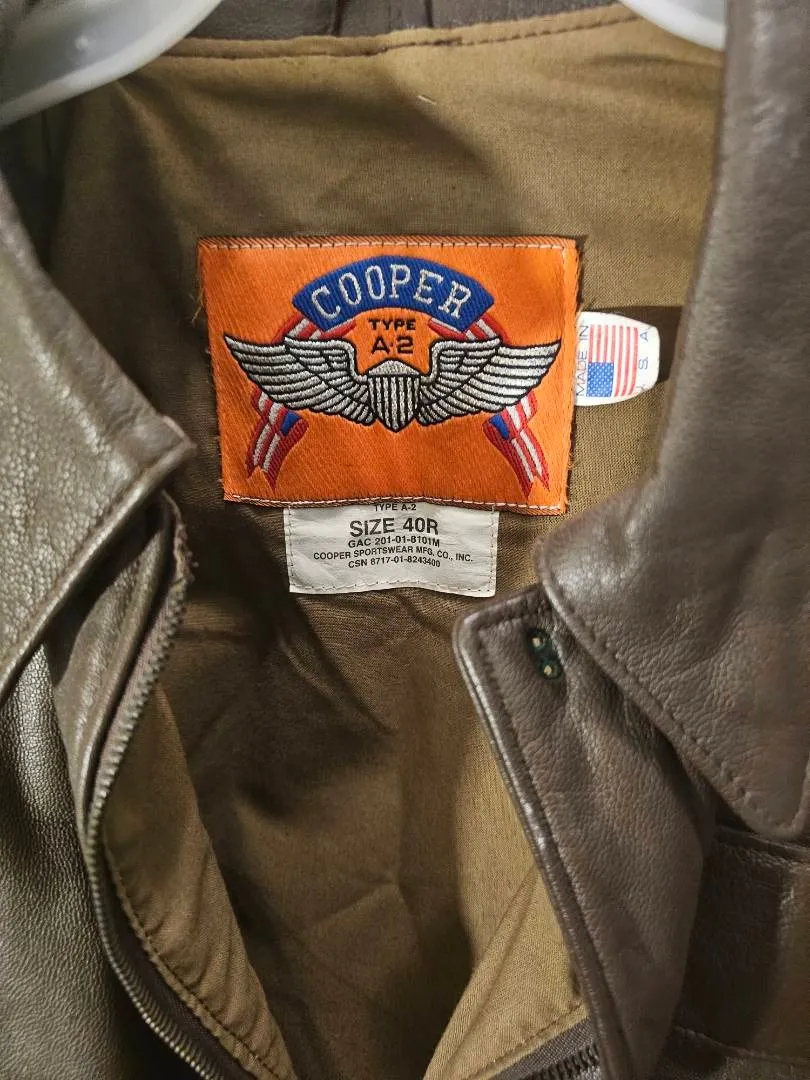 COOPER
TYPE
A-2
MADE IN
U S A
TYPE A-2
SIZE 40R
GAC 201-01-8101M
COOPER SPORTSWEAR MFG. CO., INC.
CSN 8717-01-8243400